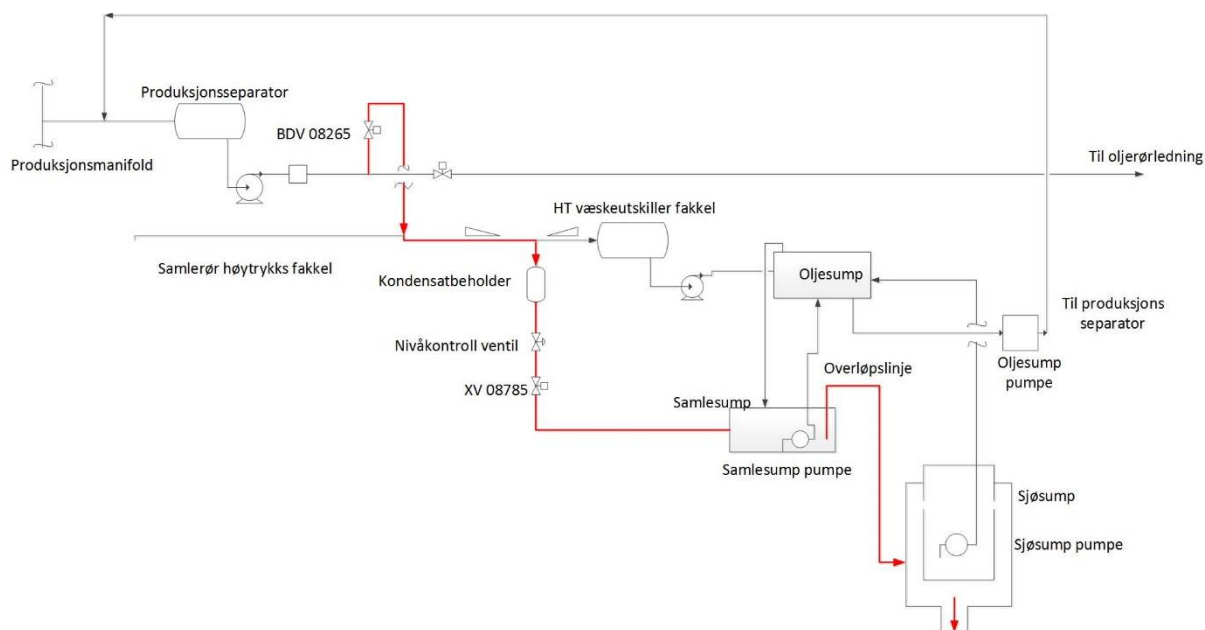 Produksjonsseparator
BDV 08265
Produksjonsmanifold
Til oljerørledning
HT væskeutskiller fakkel
Samlerør høytrykks fakkel
Kondensatbeholder
Oljesump
Til produksjons
separator
Nivåkontroll ventil
Oljesump
pumpe
XV 08785
Overløpslinje
Samlesump
Samlesump pumpe
Sjøsump
Sjøsump pumpe